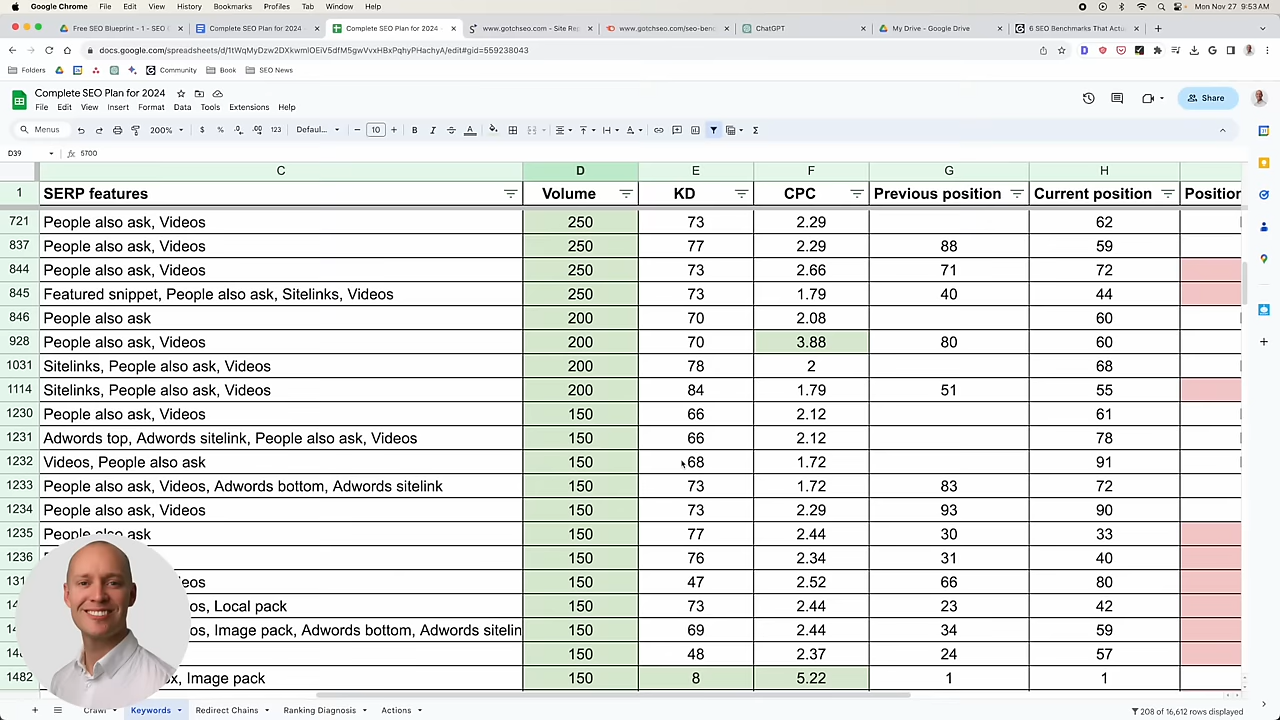 Google Chrome File Edit View History Bookmarks Profiles Tab Window Help Mon Nov 27 9:53 AM
Free SEO Blueprint - 1 - SEO Complete SEO Plan for 2024 - Complete SEO Plan for 2024 - www.gotchseo.com – Site Rep www.gotchseo.com/seo-bench ChatGPT My Drive - Google Drive 6 SEO Benchmarks That Actu
docs.google.com/spreadsheets/d/1tWqMyDzw2DXkwmlOEiV5dfM5gwVvxHBxPqhyPHachyA/edit#gid=559238043
Folders Community Book SEO News
Complete SEO Plan for 2024
File Edit View Insert Format Data Tools Extensions Help
Share
Menus 200% $ % .0 .00 123 Defaul... − 10 + B I A
D39 fx 5700
C D E F G H
1 SERP features Volume KD CPC Previous position Current position Position
721 People also ask, Videos 250 73 2.29 62
837 People also ask, Videos 250 77 2.29 88 59
844 People also ask, Videos 250 73 2.66 71 72
845 Featured snippet, People also ask, Sitelinks, Videos 250 73 1.79 40 44
846 People also ask 200 70 2.08 60
928 People also ask, Videos 200 70 3.88 80 60
1031 Sitelinks, People also ask, Videos 200 78 2 68
1114 Sitelinks, People also ask, Videos 200 84 1.79 51 55
1230 People also ask, Videos 150 66 2.12 61
1231 Adwords top, Adwords sitelink, People also ask, Videos 150 66 2.12 78
1232 Videos, People also ask 150 68 1.72 91
1233 People also ask, Videos, Adwords bottom, Adwords sitelink 150 73 1.72 83 72
1234 People also ask, Videos 150 73 2.29 93 90
1235 People also ask 150 77 2.44 30 33
1236 150 76 2.34 31 40
131 eos 150 47 2.52 66 80
14 os, Local pack 150 73 2.44 23 42
14 os, Image pack, Adwords bottom, Adwords sitelin 150 69 2.44 34 59
148 150 48 2.37 24 57
1482 x, Image pack 150 8 5.22 1 1
Crawl Keywords Redirect Chains Ranking Diagnosis Actions 208 of 16,612 rows displayed